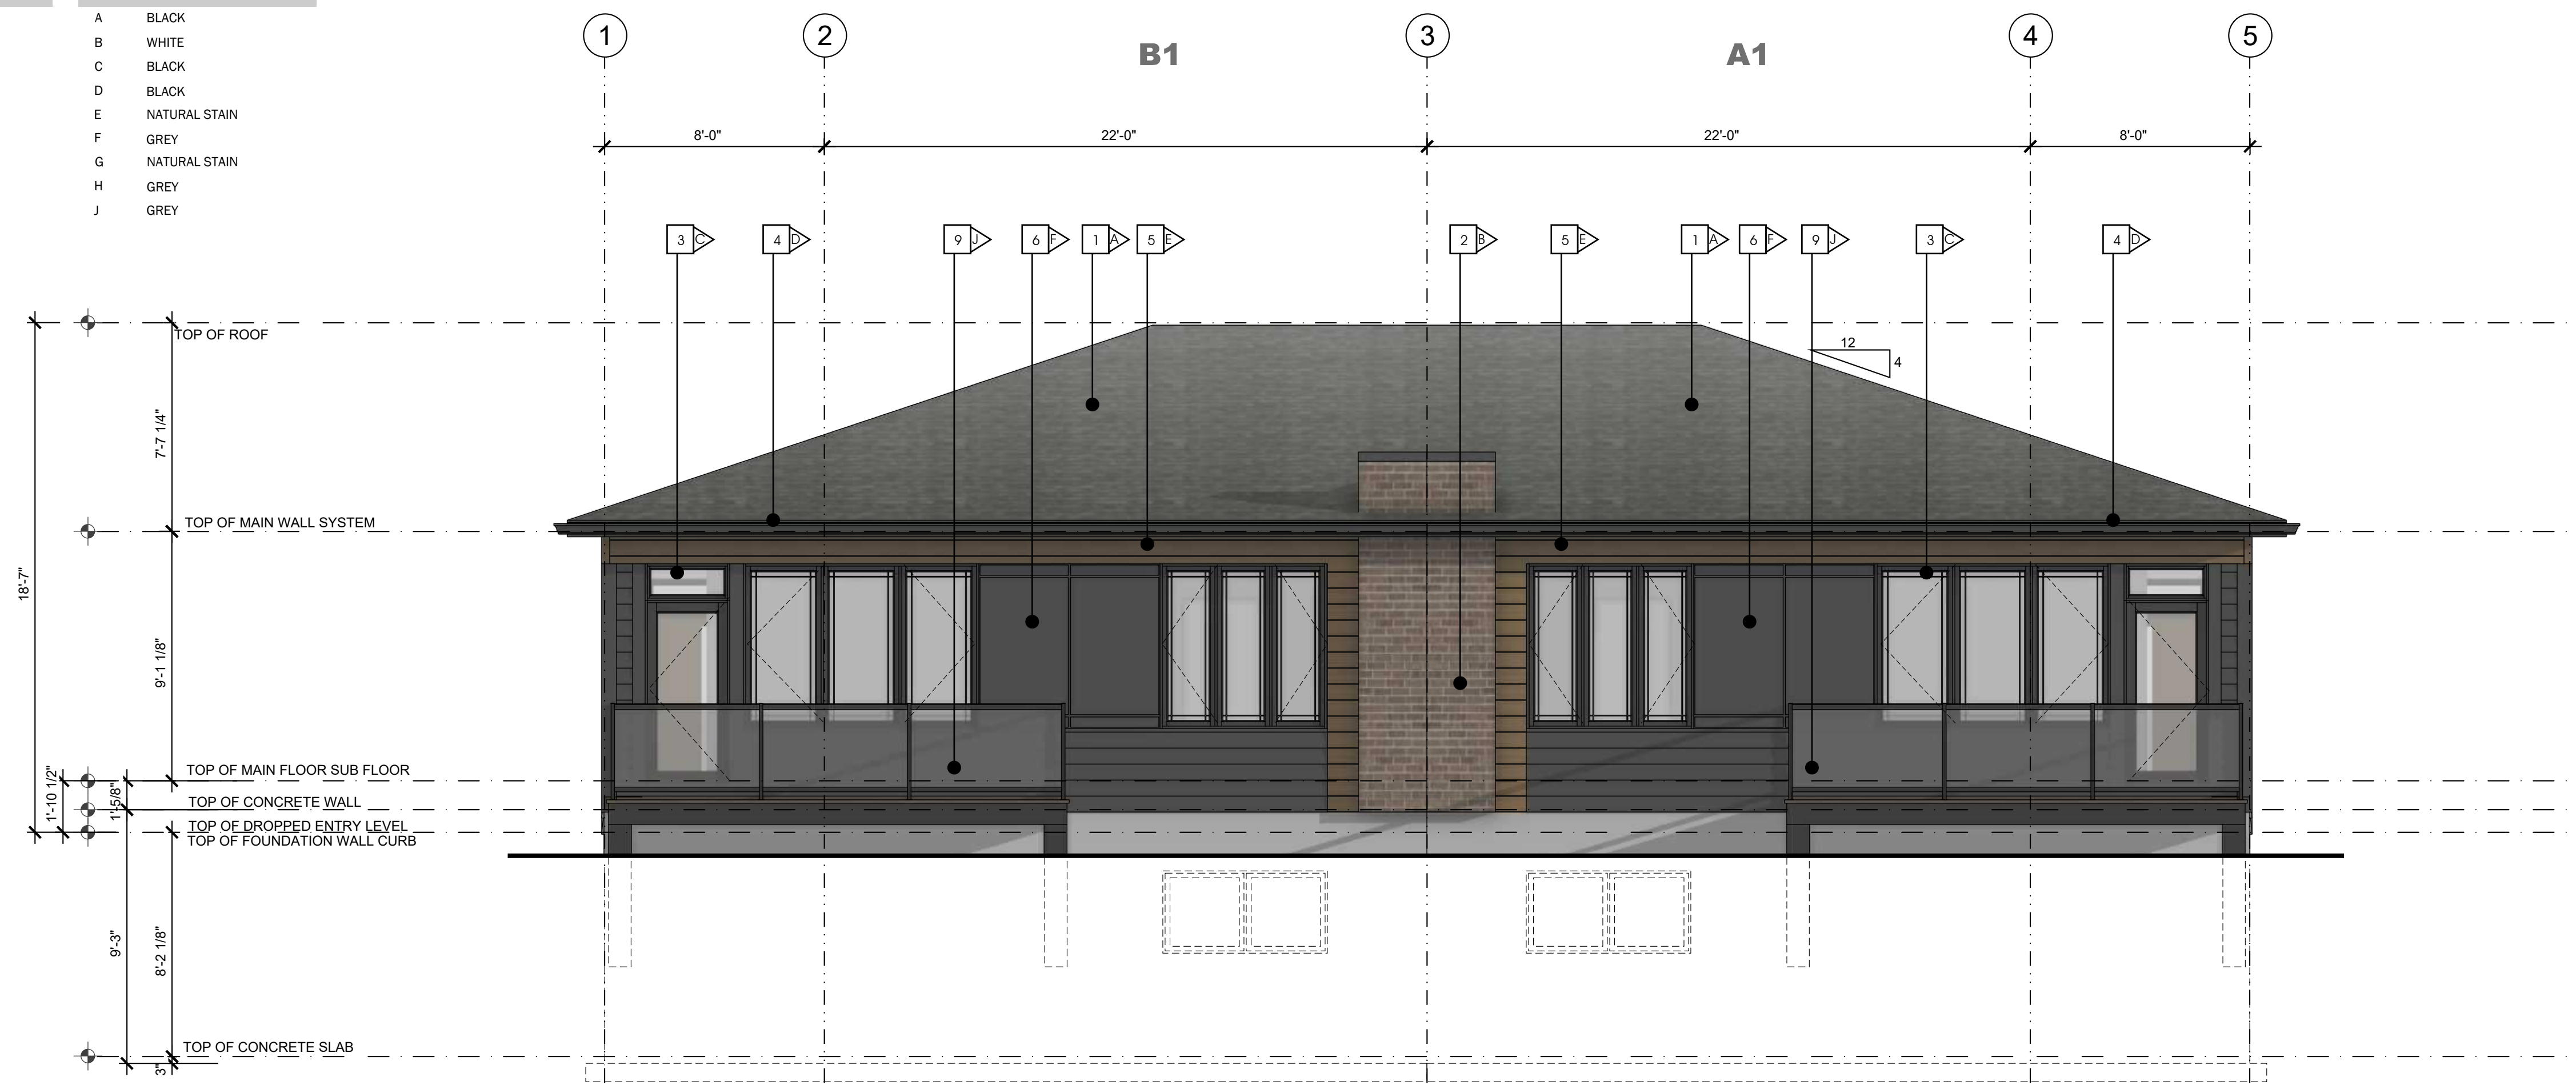 A BLACK
B WHITE
C BLACK
D BLACK
E NATURAL STAIN
F GREY
G NATURAL STAIN
H GREY
J GREY
1 2 B1 3 A1 4 5
8'-0" 22'-0" 22'-0" 8'-0"
3 C 4 D 9 J 6 F 1 A 5 E 2 B 5 E 1 A 6 F 9 J 3 C 4 D
TOP OF ROOF
12
4
7'-7 1/4"
TOP OF MAIN WALL SYSTEM
18'-7"
9'-1 1/8"
TOP OF MAIN FLOOR SUB FLOOR
1'-10 1/2"
1'-5/8"
TOP OF CONCRETE WALL
TOP OF DROPPED ENTRY LEVEL
TOP OF FOUNDATION WALL CURB
9'-3"
8'-2 1/8"
TOP OF CONCRETE SLAB
3"